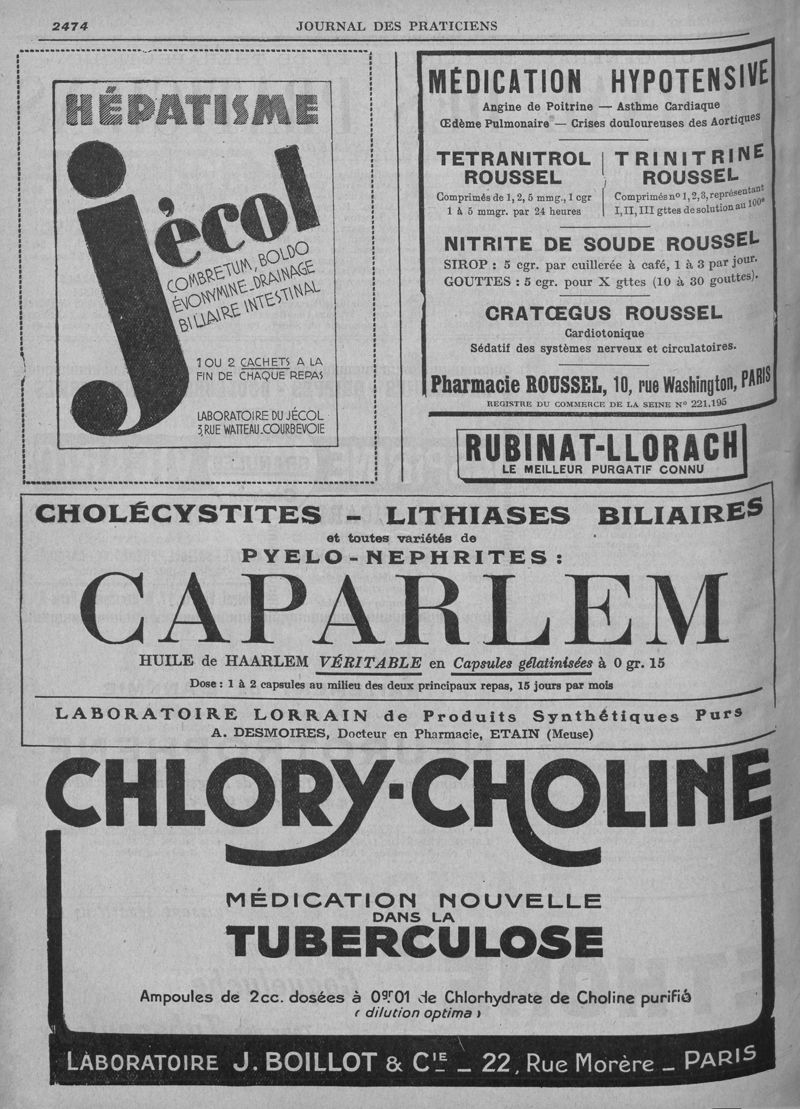 2474
JOURNAL DES PRATICIENS
HÉPATISME
jécol
COMBRETUM, BOLDO
ÉVONYMINE_DRAINAGE
BILIAIRE INTESTINAL
1 OU 2 CACHETS A LA
FIN DE CHAQUE REPAS
LABORATOIRE DU JÉCOL
3, RUE WATTEAU_COURBEVOIE
MÉDICATION HYPOTENSIVE
Angine de Poitrine — Asthme Cardiaque
Œdème Pulmonaire — Crises douloureuses des Aortiques
TETRANITROL
ROUSSEL
Comprimés de 1, 2, 5 mmg., 1 cgr
1 à 5 mmgr. par 24 heures
TRINITRINE
ROUSSEL
Comprimés nº 1, 2, 3, représentant
I, II, III gttes de solution au 100e
NITRITE DE SOUDE ROUSSEL
SIROP : 5 cgr. par cuillerée à café, 1 à 3 par jour.
GOUTTES : 5 cgr. pour X gttes (10 à 30 gouttes).
CRATŒGUS ROUSSEL
Cardiotonique
Sédatif des systèmes nerveux et circulatoires.
Pharmacie ROUSSEL, 10, rue Washington, PARIS
REGISTRE DU COMMERCE DE LA SEINE Nº 221.195
RUBINAT-LLORACH
LE MEILLEUR PURGATIF CONNU
CHOLÉCYSTITES - LITHIASES BILIAIRES
et toutes variétés de
PYELO-NEPHRITES :
CAPARLEM
HUILE de HAARLEM VÉRITABLE en Capsules gélatinisées à 0 gr. 15
Dose : 1 à 2 capsules au milieu des deux principaux repas, 15 jours par mois
LABORATOIRE LORRAIN de Produits Synthétiques Purs
A. DESMOIRES, Docteur en Pharmacie, ETAIN (Meuse)
CHLORY-CHOLINE
MÉDICATION NOUVELLE
DANS LA
TUBERCULOSE
Ampoules de 2cc. dosées à 0gr01 de Chlorhydrate de Choline purifié
( dilution optima )
LABORATOIRE J. BOILLOT & CIE _ 22, Rue Morère _ PARIS